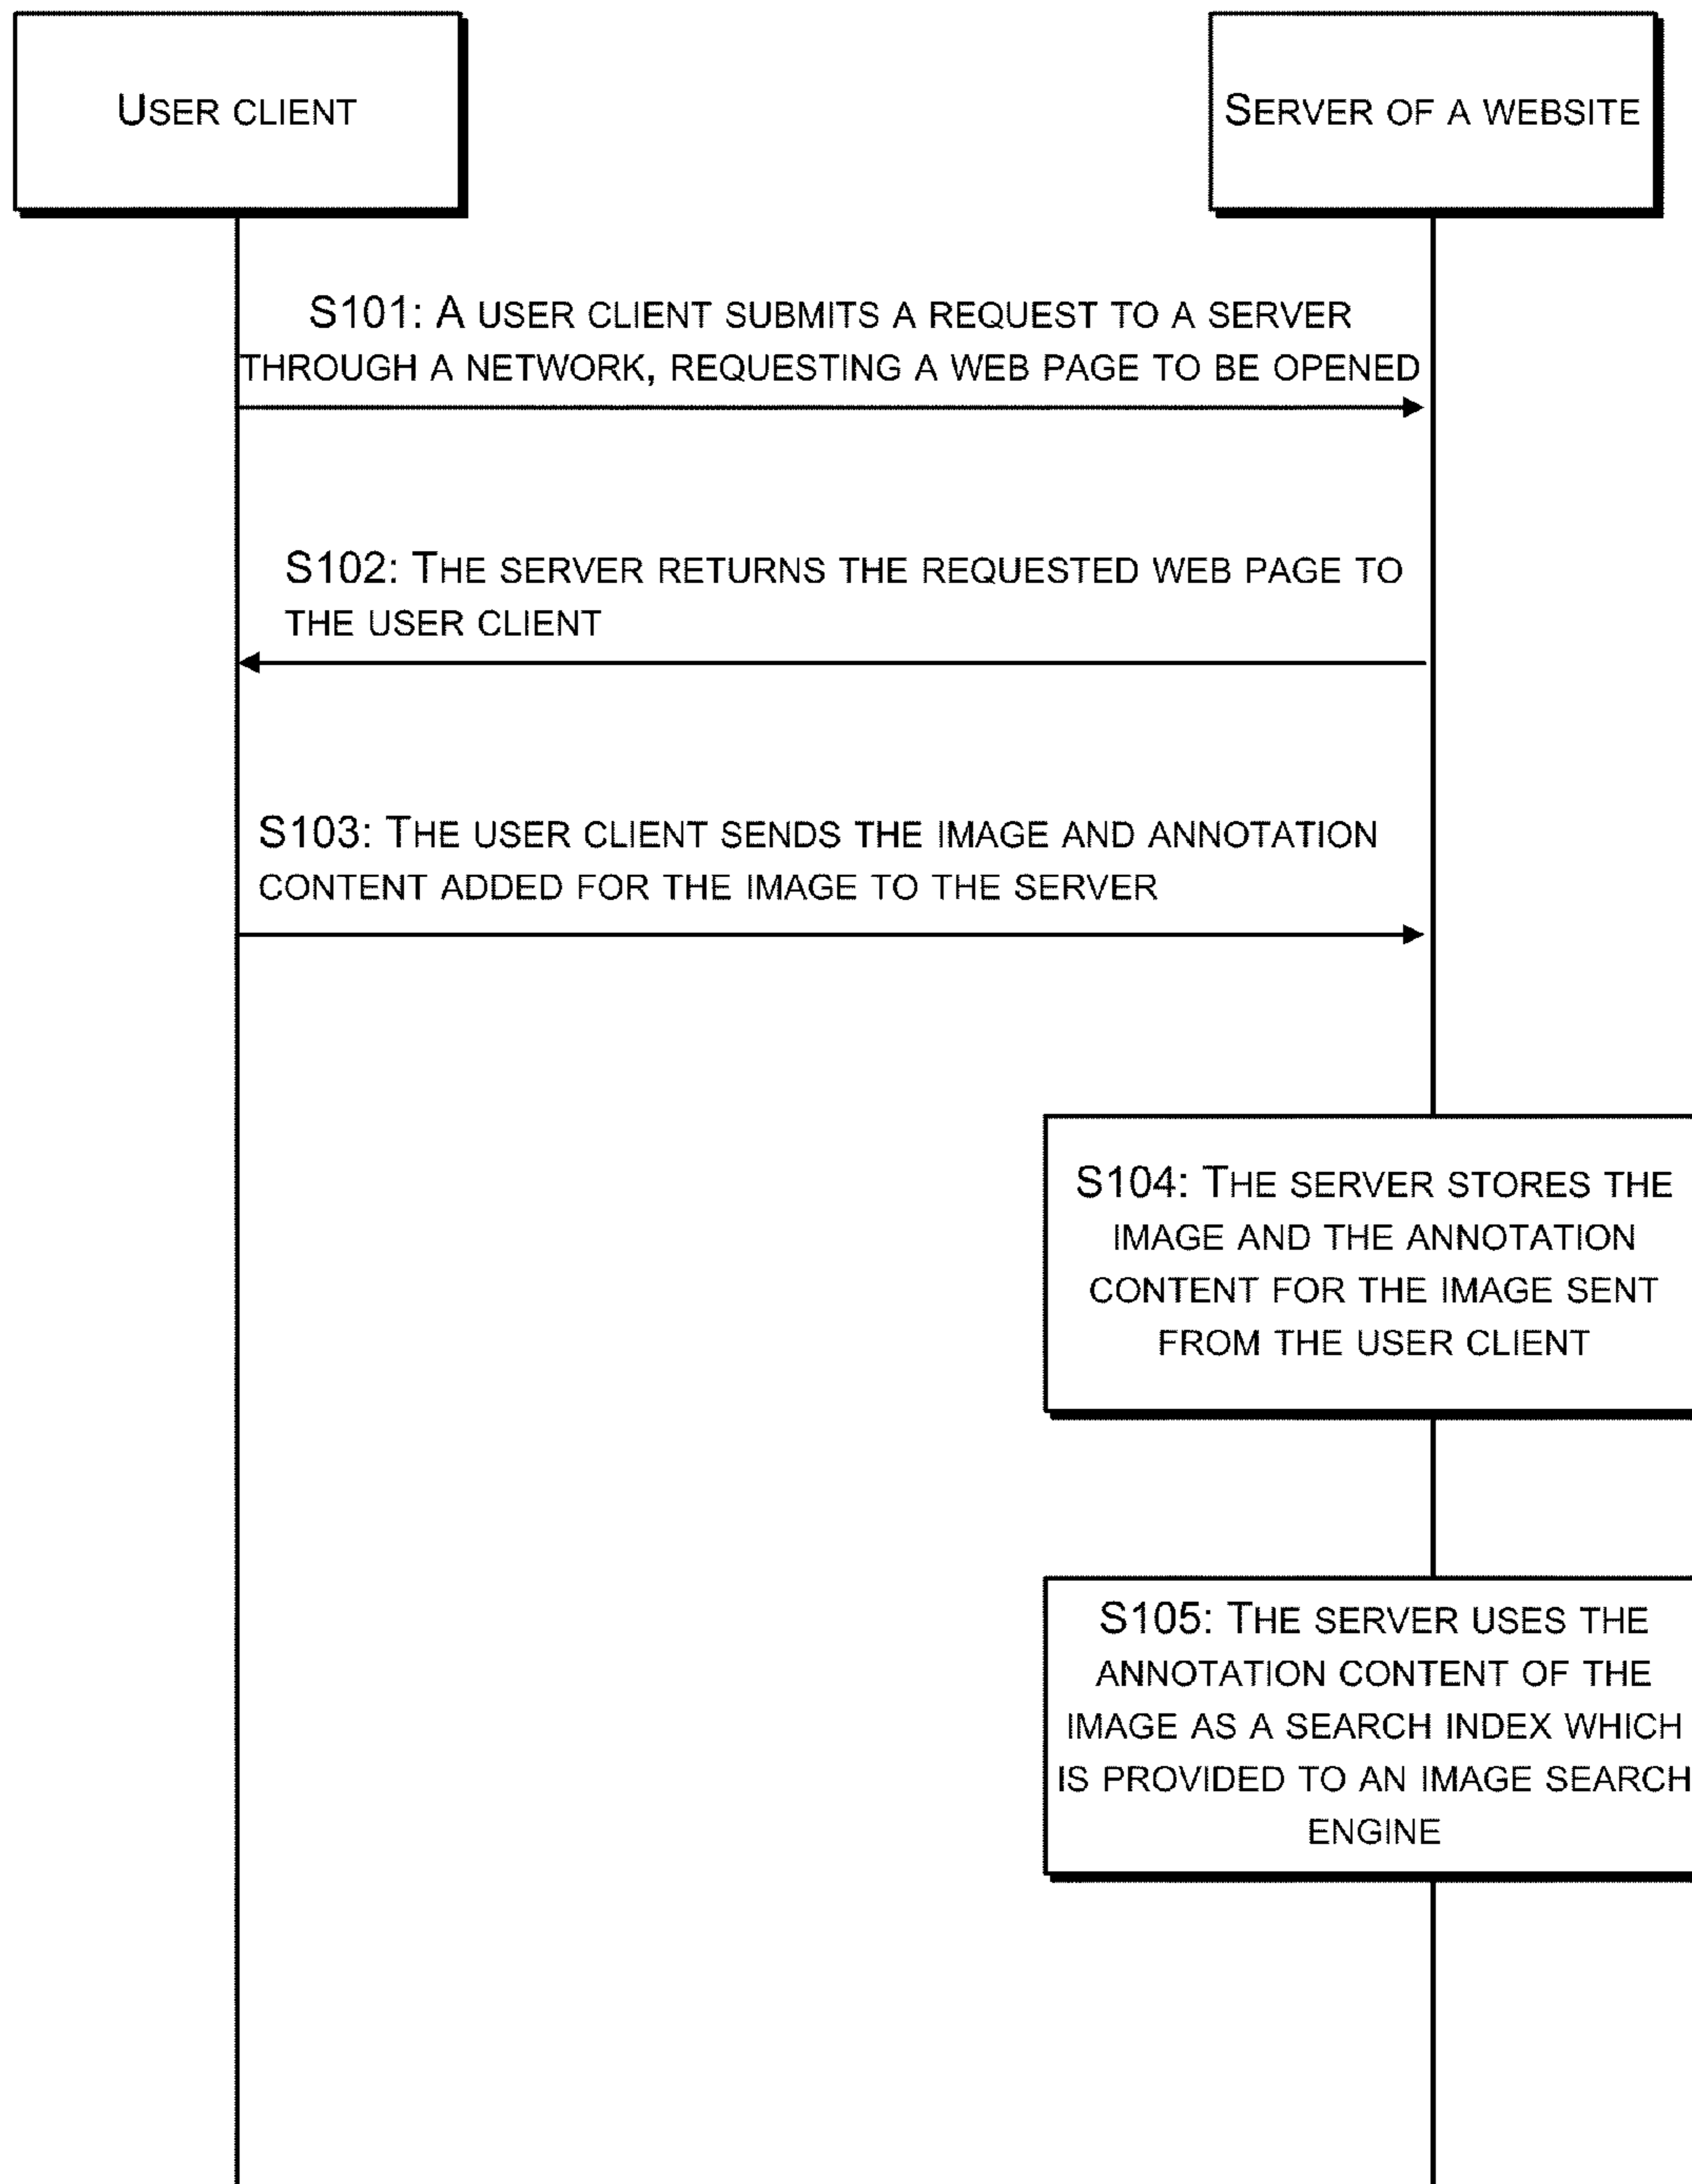 USER CLIENT
SERVER OF A WEBSITE
S101: A USER CLIENT SUBMITS A REQUEST TO A SERVER
THROUGH A NETWORK, REQUESTING A WEB PAGE TO BE OPENED
S102: THE SERVER RETURNS THE REQUESTED WEB PAGE TO
THE USER CLIENT
S103: THE USER CLIENT SENDS THE IMAGE AND ANNOTATION
CONTENT ADDED FOR THE IMAGE TO THE SERVER
S104: THE SERVER STORES THE
IMAGE AND THE ANNOTATION
CONTENT FOR THE IMAGE SENT
FROM THE USER CLIENT
S105: THE SERVER USES THE
ANNOTATION CONTENT OF THE
IMAGE AS A SEARCH INDEX WHICH
IS PROVIDED TO AN IMAGE SEARCH
ENGINE